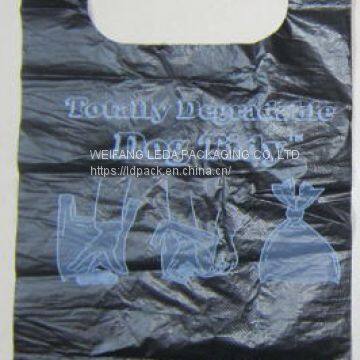 Totally Degradable
WEIFANG LEDA PACKAGING CO., LTD
<https://ldpack.en.china.cn/>